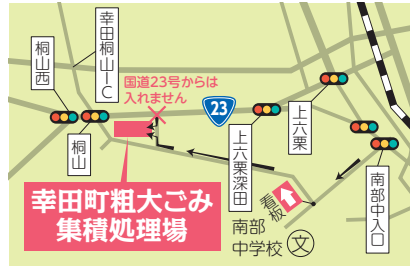 幸田桐山IC
桐山西
国道23号からは
入れません
23
上六栗
桐山
上六栗深田
南部中入口
幸田町粗大ごみ
集積処理場
看板
南部
中学校
文